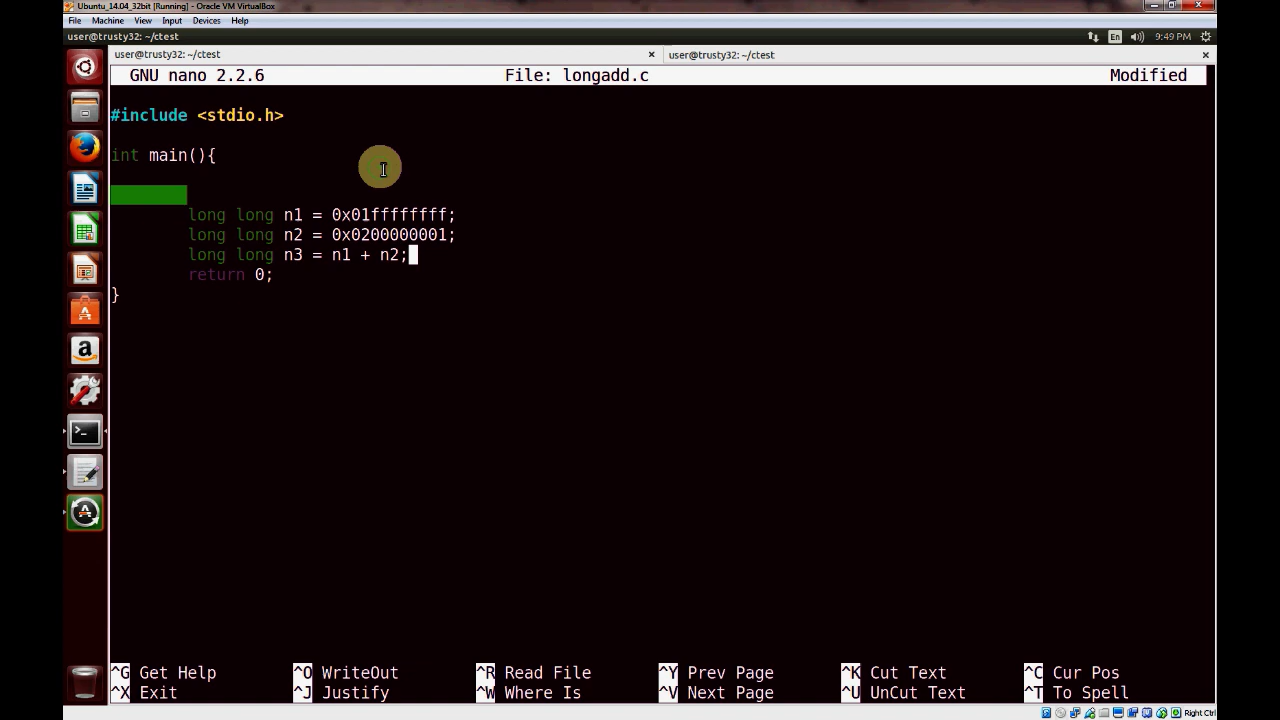 Ubuntu_14.04_32bit [Running] - Oracle VM VirtualBox
File Machine View Input Devices Help
user@trusty32: ~/ctest En 9:49 PM
user@trusty32: ~/ctest × user@trusty32: ~/ctest ×
GNU nano 2.2.6 File: longadd.c Modified
#include <stdio.h>
int main(){
long long n1 = 0x01ffffffff;
long long n2 = 0x0200000001;
long long n3 = n1 + n2;
return 0;
}
^G Get Help ^O WriteOut ^R Read File ^Y Prev Page ^K Cut Text ^C Cur Pos
^X Exit ^J Justify ^W Where Is ^V Next Page ^U UnCut Text ^T To Spell
Right Ctrl